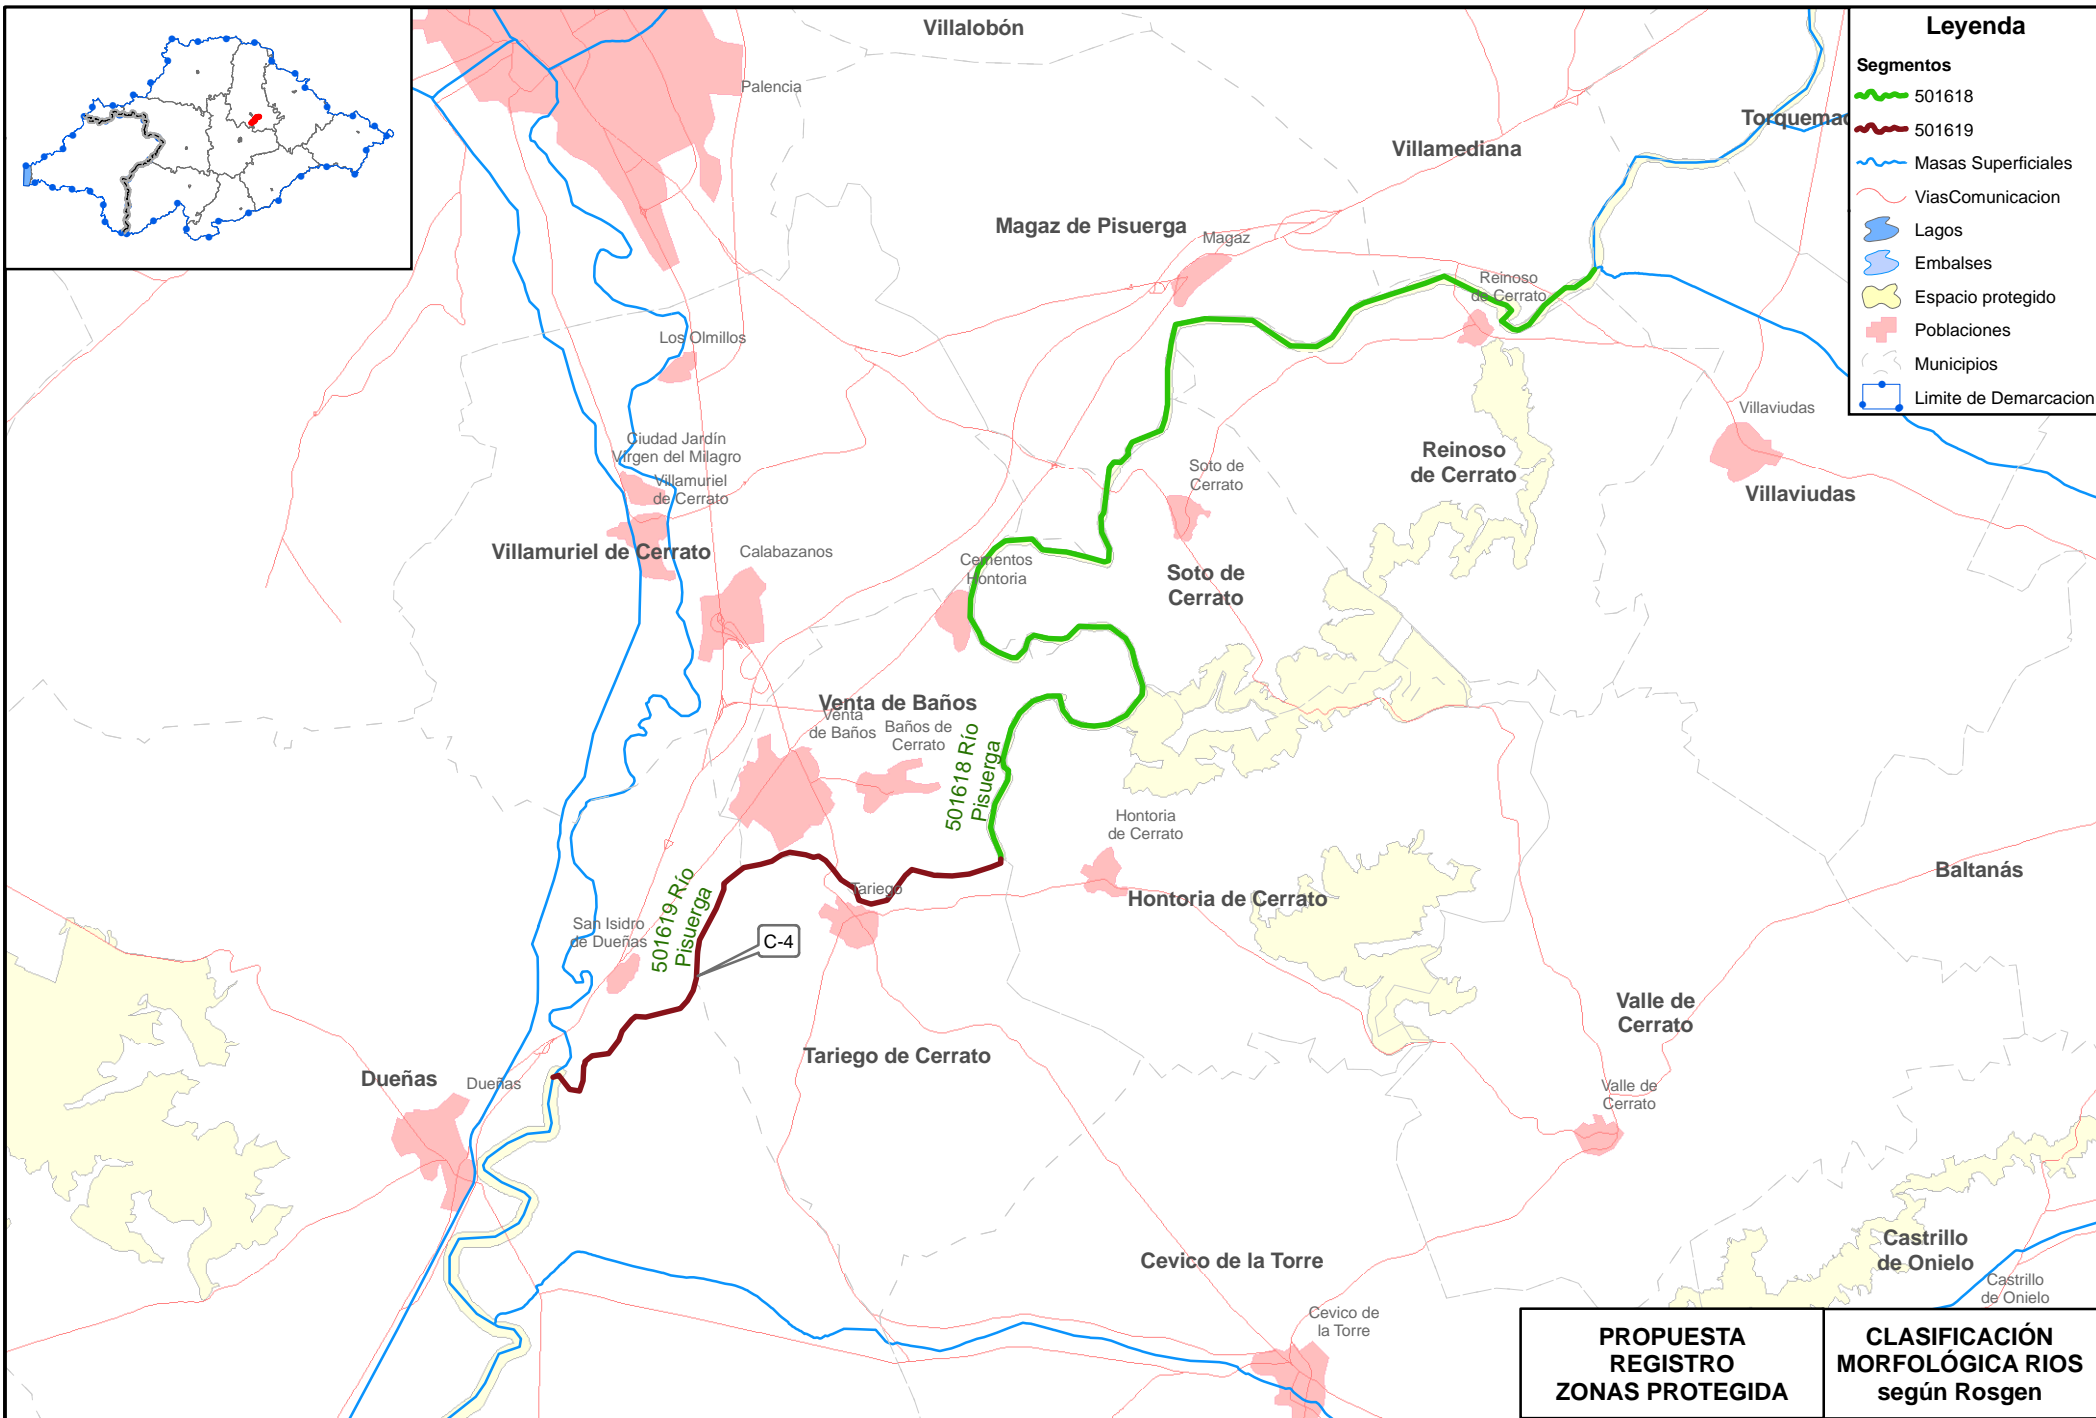 Villalobón
Palencia
Leyenda
Segmentos
501618
501619
Masas Superficiales
ViasComunicacion
Lagos
Embalses
Espacio protegido
Poblaciones
Municipios
Limite de Demarcacion
Torquemad
Villamediana
Magaz de Pisuerga
Magaz
Reinoso
de Cerrato
Los Olmillos
Villaviudas
Ciudad Jardín
Virgen del Milagro
Villamuriel
de Cerrato
Soto de
Cerrato
Reinoso
de Cerrato
Villaviudas
Villamuriel de Cerrato
Calabazanos
Cementos
Hontoria
Soto de
Cerrato
Venta de Baños
Venta
de Baños
Baños de
Cerrato
501618 Río
Pisuerga
Hontoria
de Cerrato
Baltanás
Tariego
Hontoria de Cerrato
501619 Río
Pisuerga
San Isidro
de Dueñas
C-4
Valle de
Cerrato
Tariego de Cerrato
Dueñas
Dueñas
Valle de
Cerrato
Cevico de la Torre
Castrillo
de Onielo
Castrillo
de Onielo
Cevico de
la Torre
PROPUESTA
REGISTRO
ZONAS PROTEGIDA
CLASIFICACIÓN
MORFOLÓGICA RIOS
según Rosgen